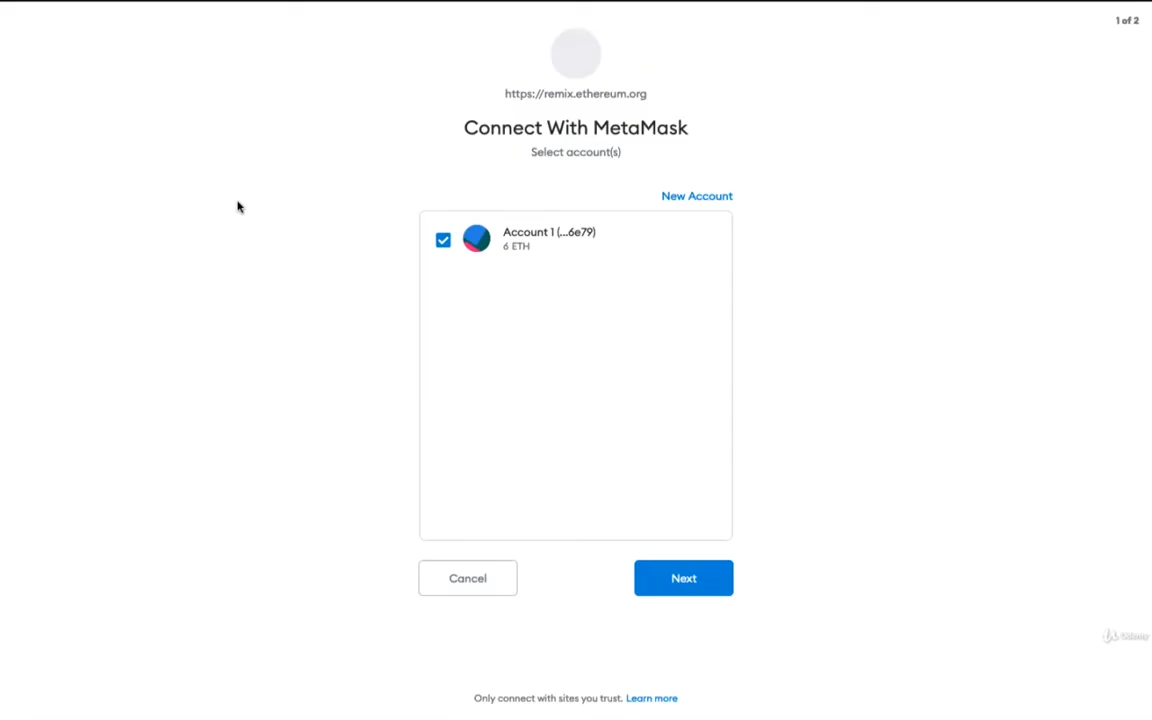 1 of 2
https://remix.ethereum.org
Connect With MetaMask
Select account(s)
New Account
Account 1 (...6e79)
6 ETH
Cancel
Next
Udemy
Only connect with sites you trust. Learn more